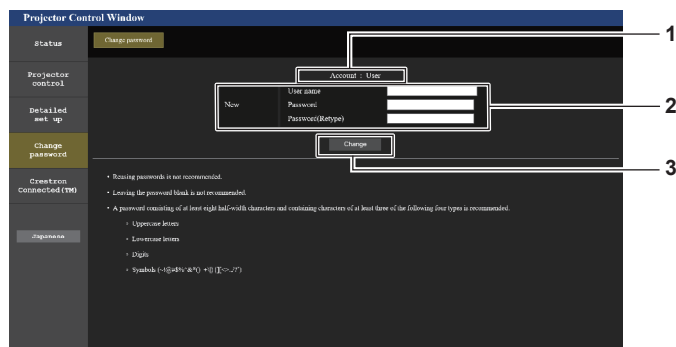 Projector Control Window
Status
Change password
1
Projector
control
Account : User
User name
New
Password
Passwor(Retype)
2
Detailed
set up
Change
password
Change
3
Crestron
Connected(TM)
• Reusing passwords is not recommended.
• Leaving the password blank is not recommended.
• A password consisting of at least eight half-width characters and containing characters of at least three of the following four types is recommended.
Uppercase letters
Lowercase letters
Digits
Symbols
Japanese